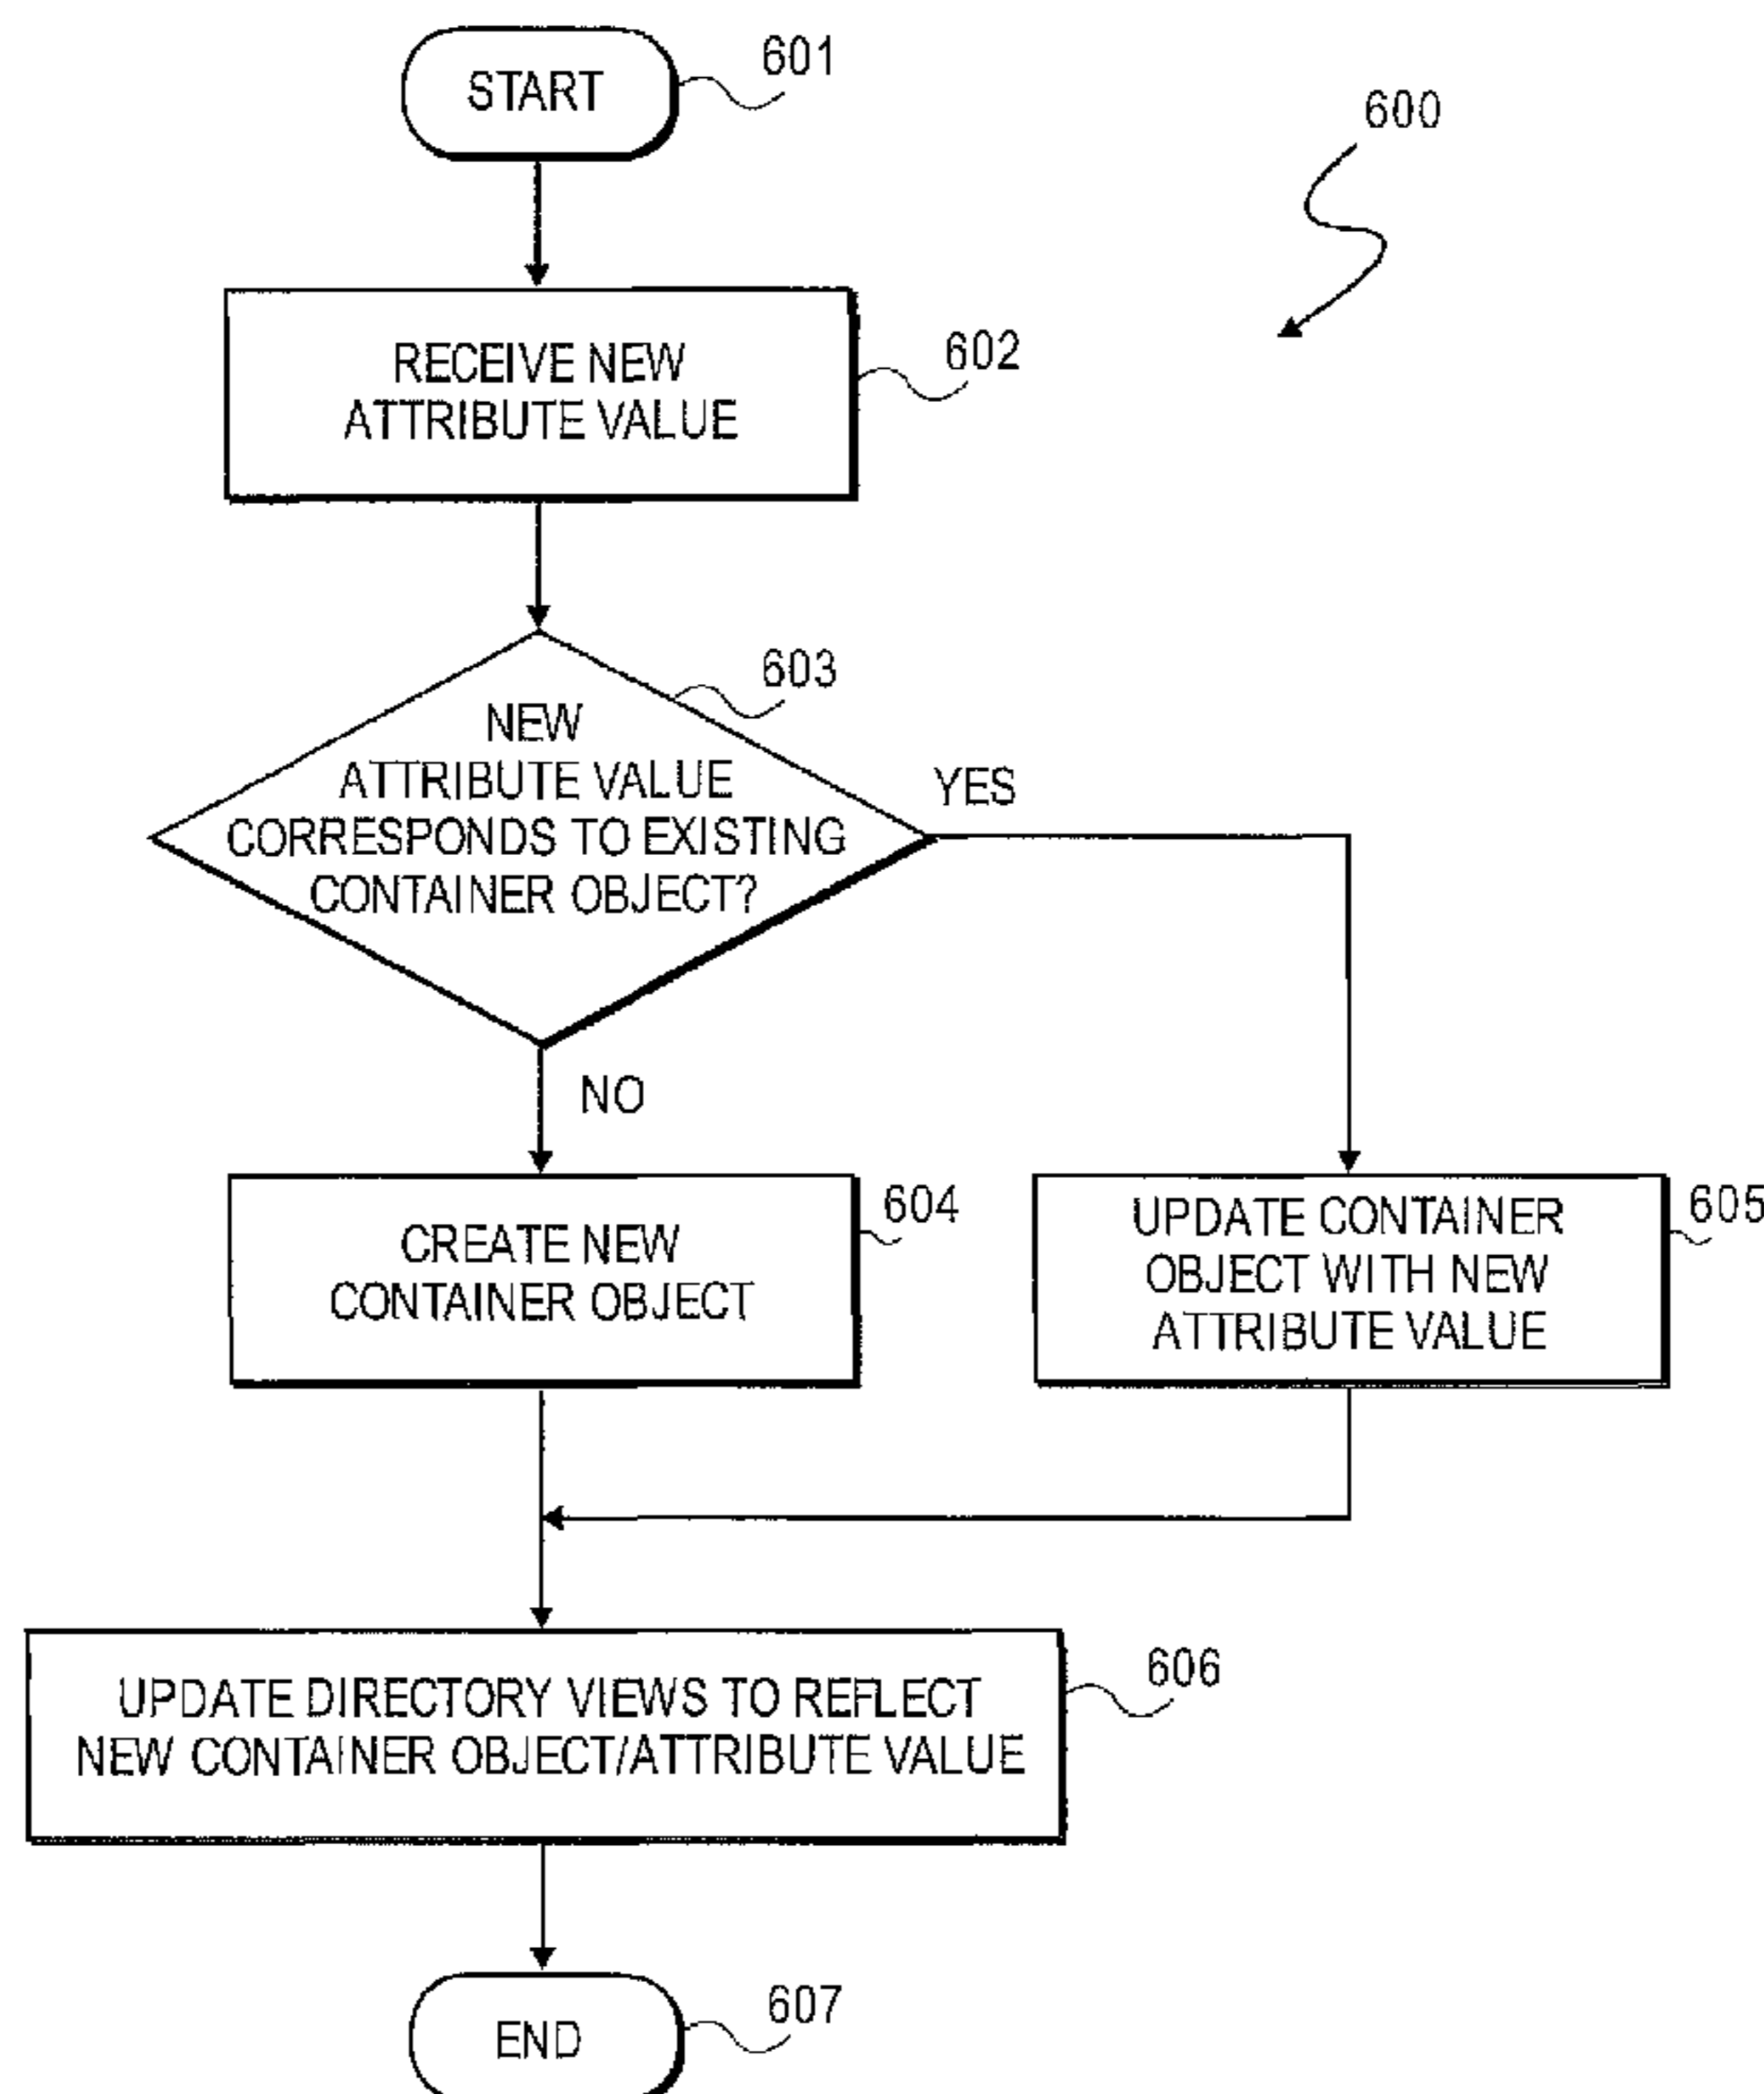 START
601
600
RECEIVE NEW
ATTRIBUTE VALUE
602
603
NEW
ATTRIBUTE VALUE
CORRESPONDS TO EXISTING
CONTAINER OBJECT?
YES
NO
CREATE NEW
CONTAINER OBJECT
604
UPDATE CONTAINER
OBJECT WITH NEW
ATTRIBUTE VALUE
605
UPDATE DIRECTORY VIEWS TO REFLECT
NEW CONTAINER OBJECT/ATTRIBUTE VALUE
606
END
607